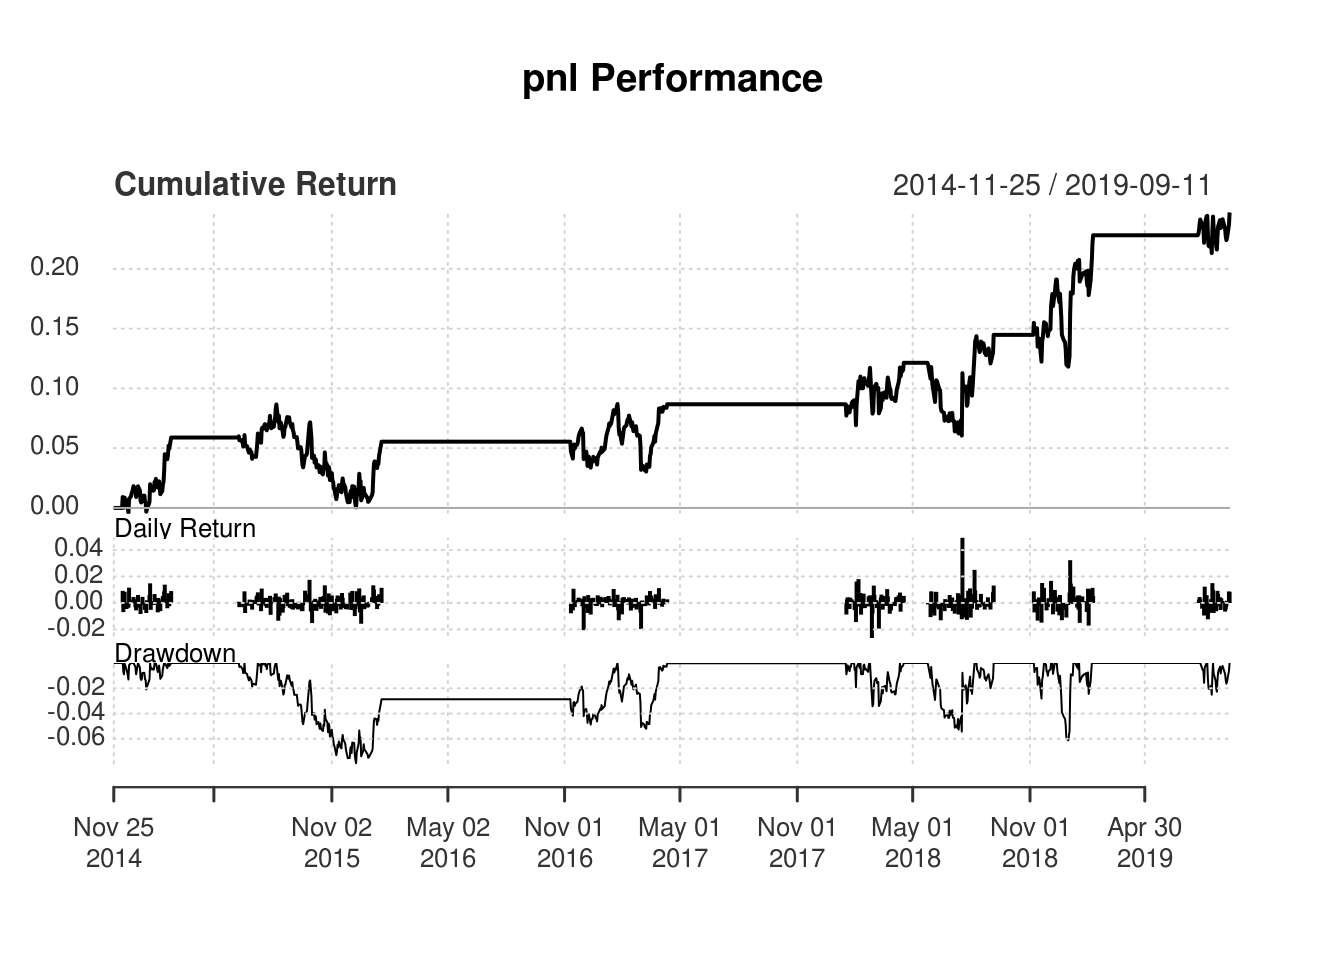 pnl Performance
Cumulative Return 2014-11-25 / 2019-09-11
0.20
0.15
0.10
0.05
0.00
Daily Return
0.04
0.02
0.00
-0.02
Drawdown
-0.02
-0.04
-0.06
Nov 25 Nov 02 May 02 Nov 01 May 01 Nov 01 May 01 Nov 01 Apr 30
2014 2015 2016 2016 2017 2017 2018 2018 2019